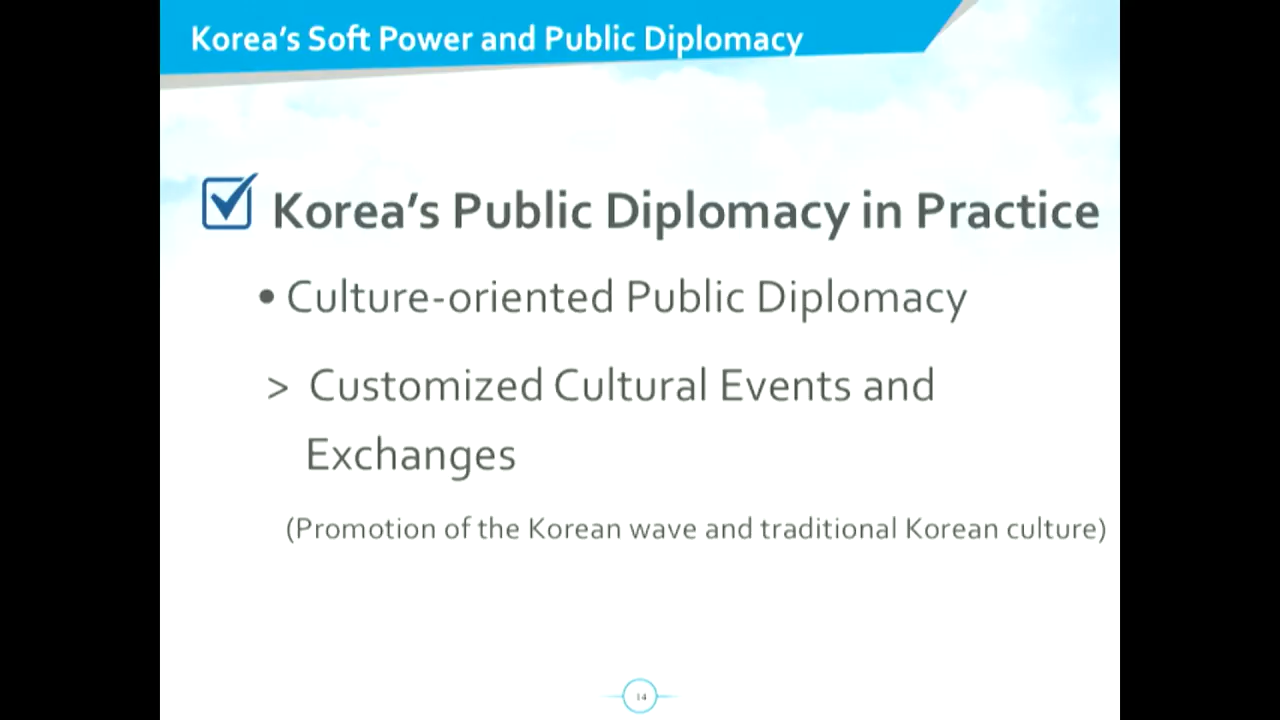 Korea's Soft Power and Public Diplomacy
Korea's Public Diplomacy in Practice
• Culture-oriented Public Diplomacy
> Customized Cultural Events and
Exchanges
(Promotion of the Korean wave and traditional Korean culture)
14